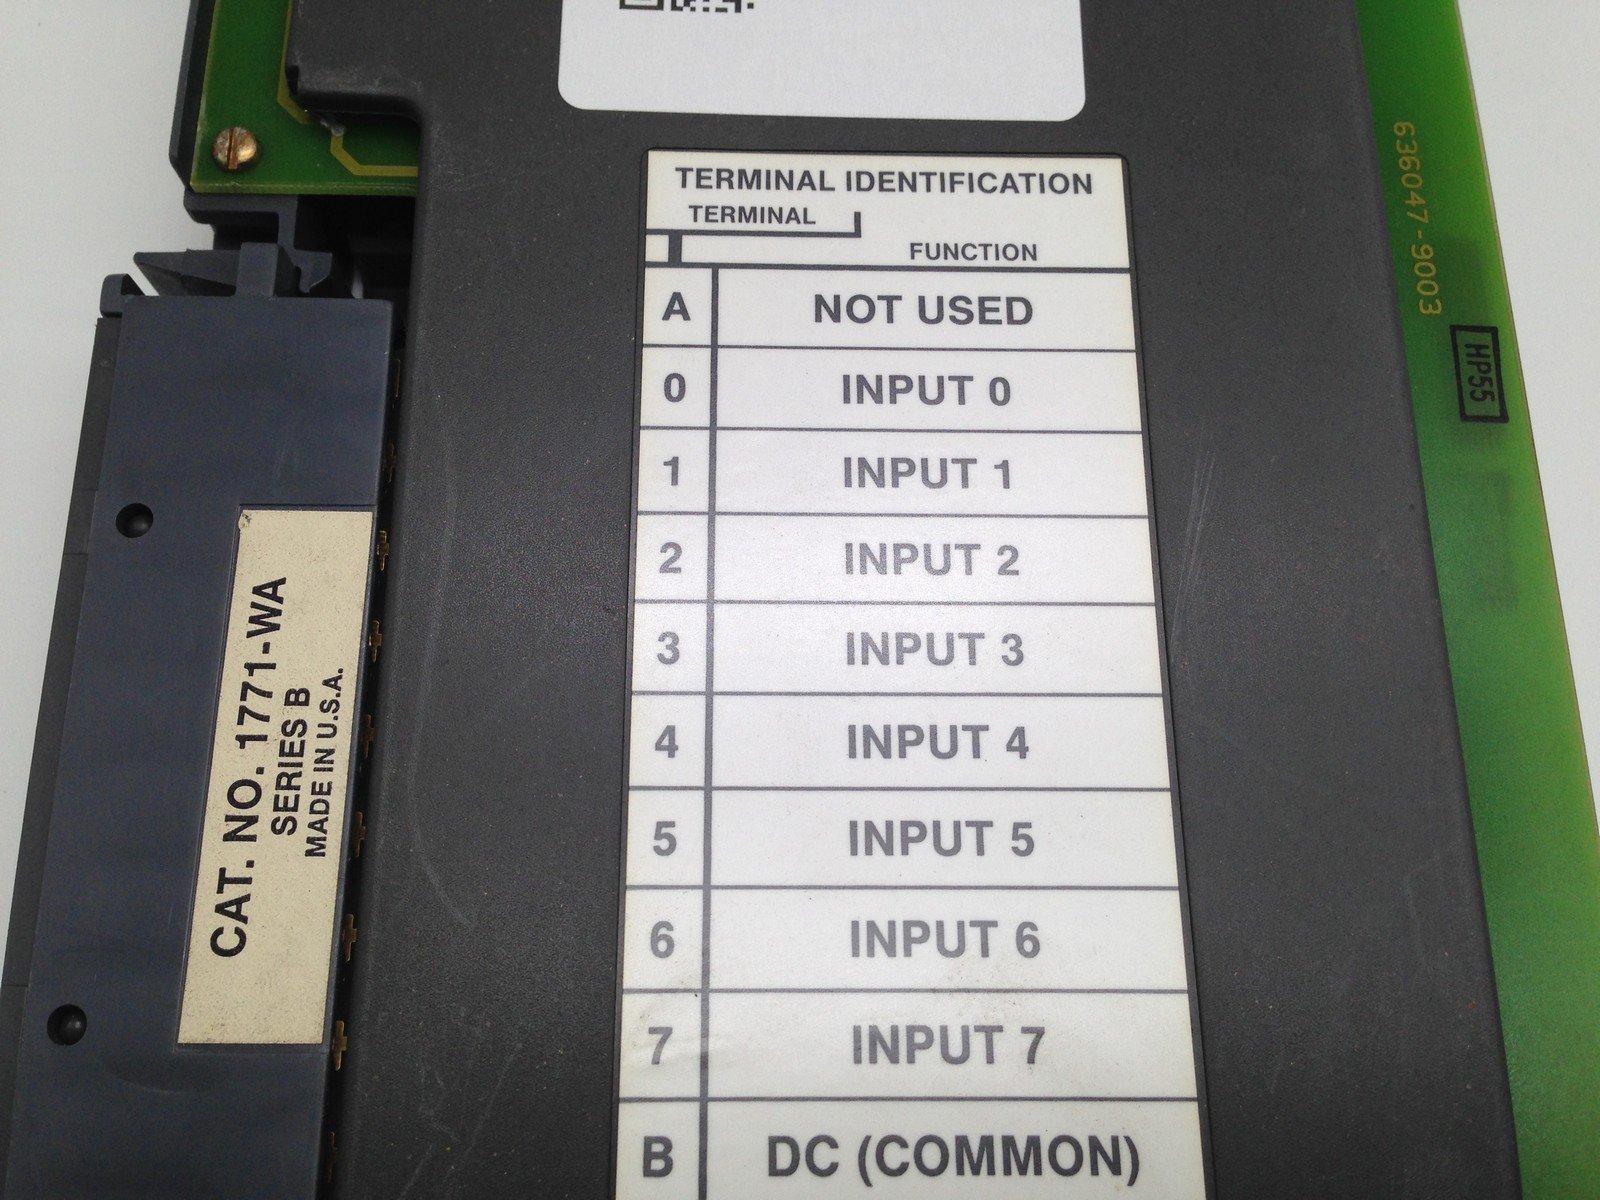 TERMINAL IDENTIFICATION
TERMINAL
FUNCTION
A NOT USED
0 INPUT 0
1 INPUT 1
2 INPUT 2
3 INPUT 3
4 INPUT 4
5 INPUT 5
6 INPUT 6
7 INPUT 7
B DC (COMMON)
CAT. NO. 1771-WA
SERIES B
MADE IN U.S.A.
636047-9003
HP55